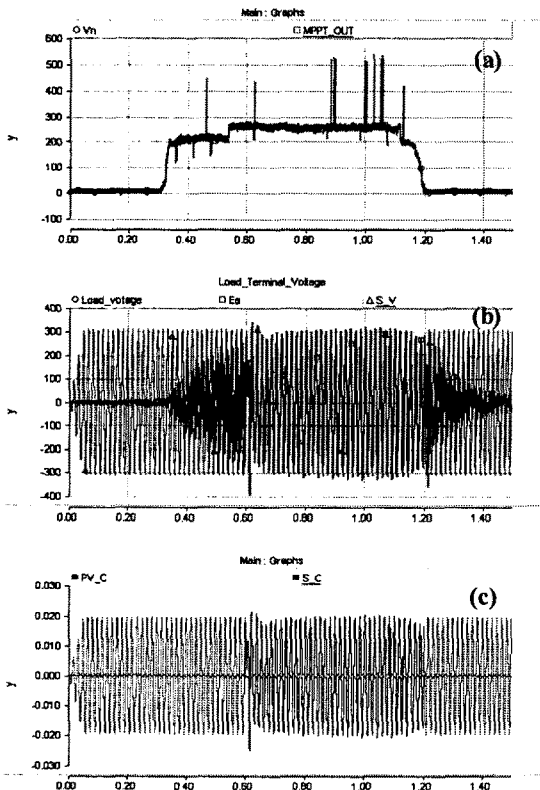 Main : Graphs
Vn MPPT_OUT
(a)
600
500
400
300
200
100
0
-100
y
0.00 0.20 0.40 0.60 0.80 1.00 1.20 1.40
Load_Terminal_Voltage
Load_votage Es S_V
(b)
400
300
200
100
0
-100
-200
-300
-400
y
0.00 0.20 0.40 0.60 0.80 1.00 1.20 1.40
Main : Graphs
PV_C S_C
(c)
0.030
0.020
0.010
0.000
-0.010
-0.020
-0.030
y
0.00 0.20 0.40 0.60 0.80 1.00 1.20 1.40